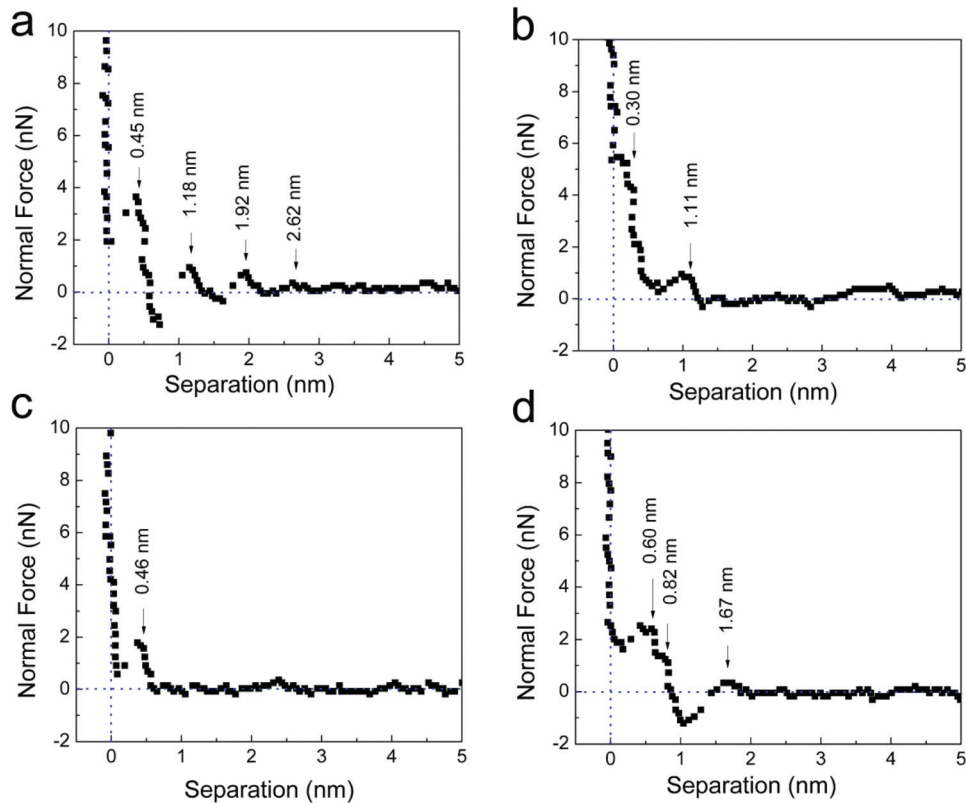 a
10
8
6
4
2
0
-2
Normal Force (nN)
0.45 nm
1.18 nm
1.92 nm
2.62 nm
0 1 2 3 4 5
Separation (nm)
b
10
8
6
4
2
0
-2
Normal Force (nN)
0.30 nm
1.11 nm
0 1 2 3 4 5
Separation (nm)
c
10
8
6
4
2
0
-2
Normal Force (nN)
0.46 nm
0 1 2 3 4 5
Separation (nm)
d
10
8
6
4
2
0
-2
Normal Force (nN)
0.60 nm
0.82 nm
1.67 nm
0 1 2 3 4 5
Separation (nm)